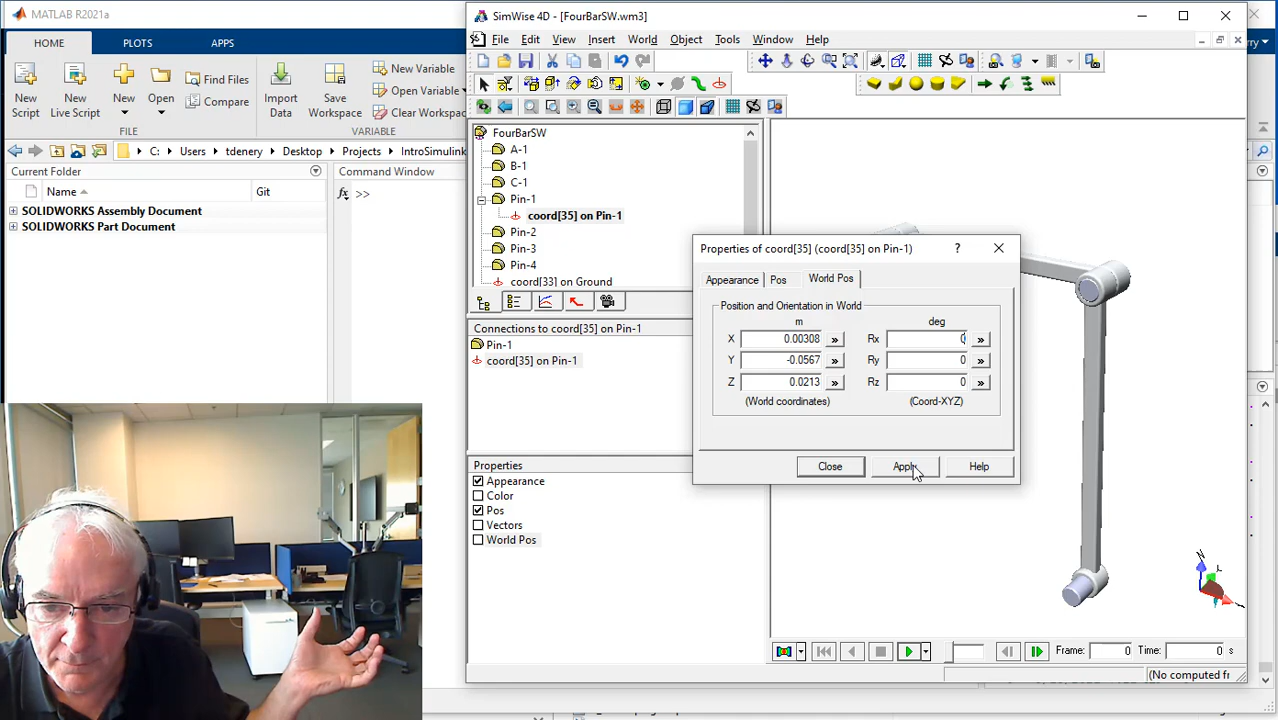 MATLAB R2021a
HOME
PLOTS
APPS
New Script
New Live Script
New
Open
Find Files
Compare
Import Data
Save Workspace
New Variable
Open Variable
Clear Workspac
FILE
VARIABLE
C: Users tdenery Desktop Projects IntroSimulink
Current Folder
Name
Git
SOLIDWORKS Assembly Document
SOLIDWORKS Part Document
Command Window
fx >>
SimWise 4D - [FourBarSW.wm3]
File Edit View Insert World Object Tools Window Help
FourBarSW
A-1
B-1
C-1
Pin-1
coord[35] on Pin-1
Pin-2
Pin-3
Pin-4
coord[33] on Ground
Connections to coord[35] on Pin-1
Pin-1
coord[35] on Pin-1
Properties
Appearance
Color
Pos
Vectors
World Pos
Properties of coord[35] (coord[35] on Pin-1)
?
Appearance Pos World Pos
Position and Orientation in World
m deg
X 0.00308 Rx 0
Y -0.0567 Ry 0
Z 0.0213 Rz 0
(World coordinates) (Coord-XYZ)
Close Apply Help
Frame: 0 Time: 0 s
(No computed fr